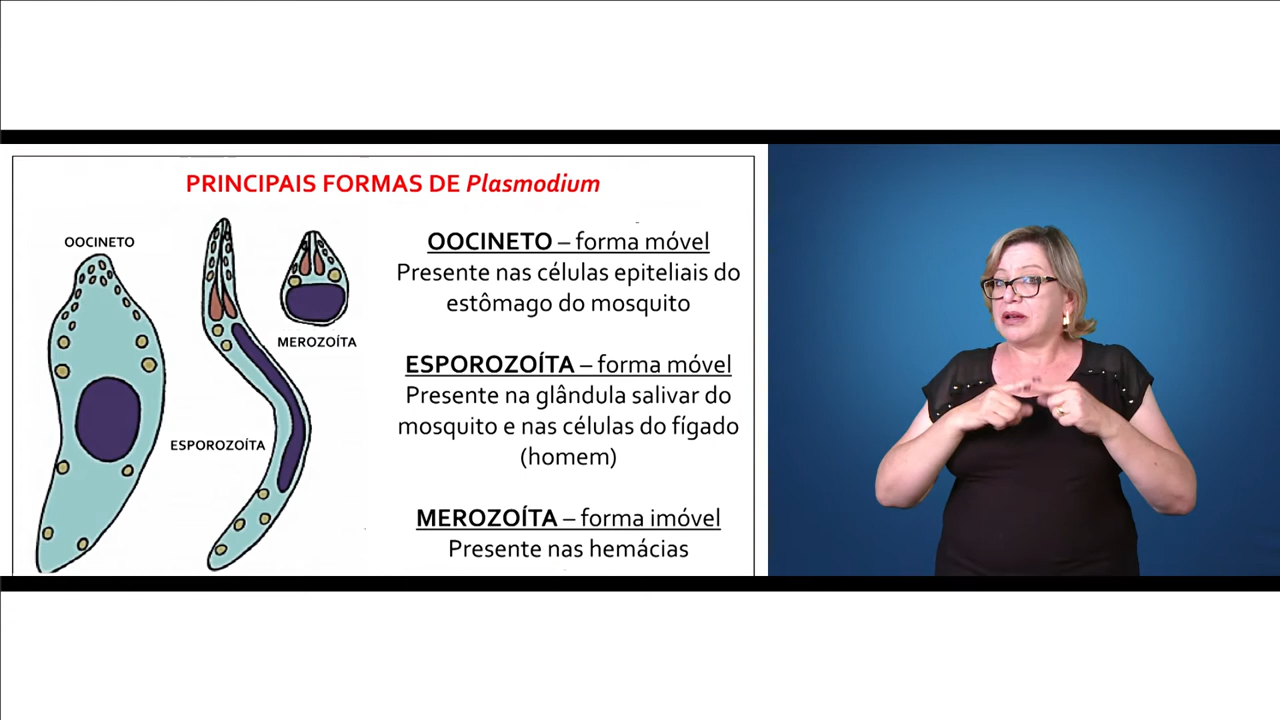 PRINCIPAIS FORMAS DE Plasmodium
OOCINETO
MEROZOÍTA
ESPOROZOÍTA
OOCINETO – forma móvel
Presente nas células epiteliais do
estômago do mosquito
ESPOROZOÍTA – forma móvel
Presente na glândula salivar do
mosquito e nas células do fígado
(homem)
MEROZOÍTA – forma imóvel
Presente nas hemácias